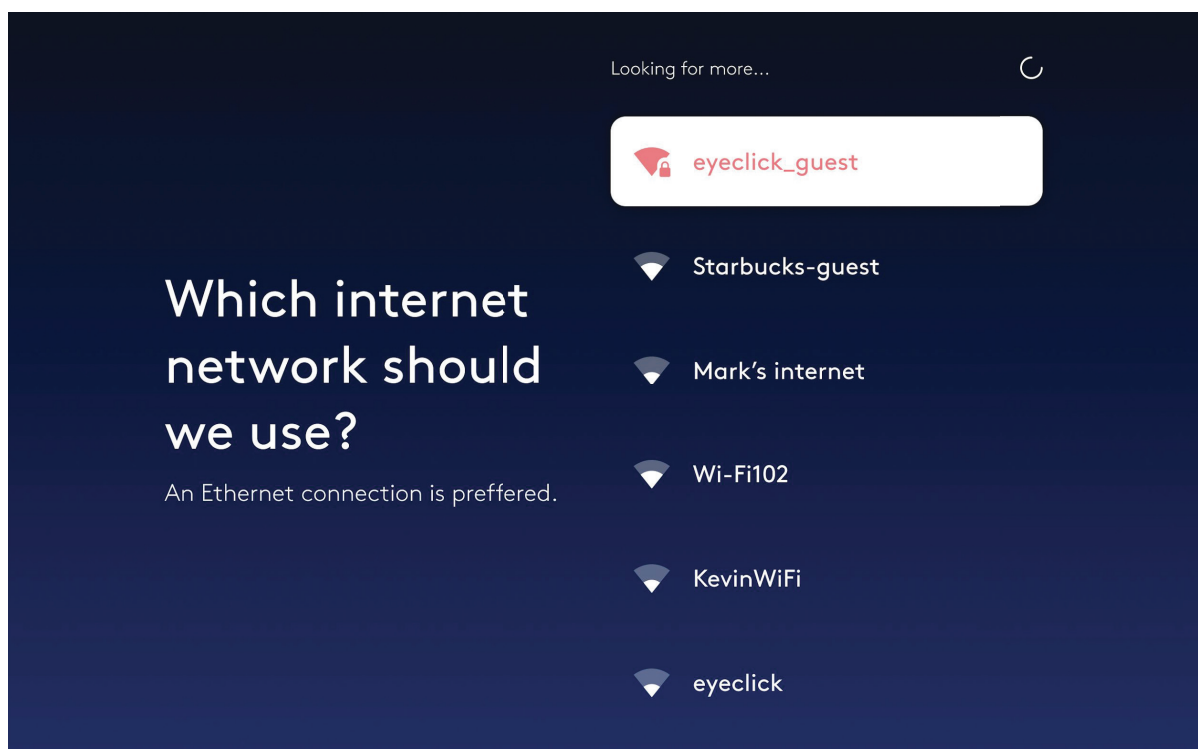 Looking for more...
eyeclick_guest
Starbucks-guest
Which internet
network should
we use?
An Ethernet connection is preffered.
Mark’s internet
Wi-Fi102
KevinWiFi
eyeclick